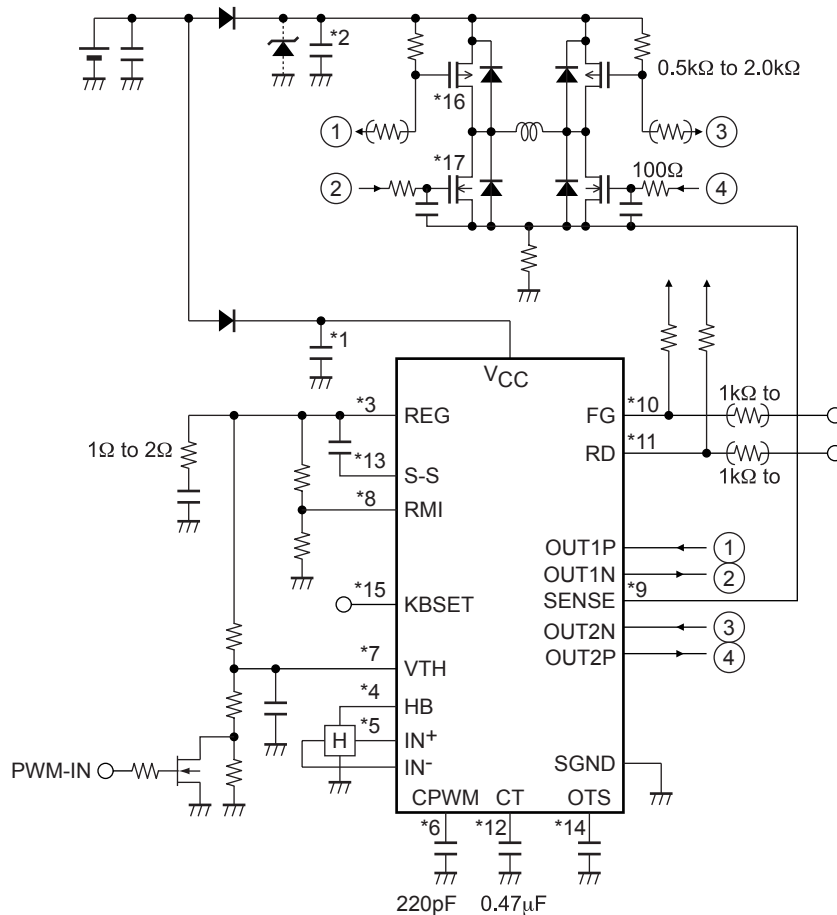 *2
0.5kΩ to 2.0kΩ
*16
1
3
*17
100Ω
2
4
*1
VCC
*3 REG
FG *10
1kΩ to
1Ω to 2Ω
*13 S-S
RD *11
1kΩ to
*8 RMI
OUT1P 1
OUT1N 2
*15 KBSET
SENSE *9
OUT2N 3
*7 VTH
OUT2P 4
*4 HB
H *5 IN+
IN-
PWM-IN
SGND
CPWM CT OTS
*6 *12 *14
220pF 0.47µF